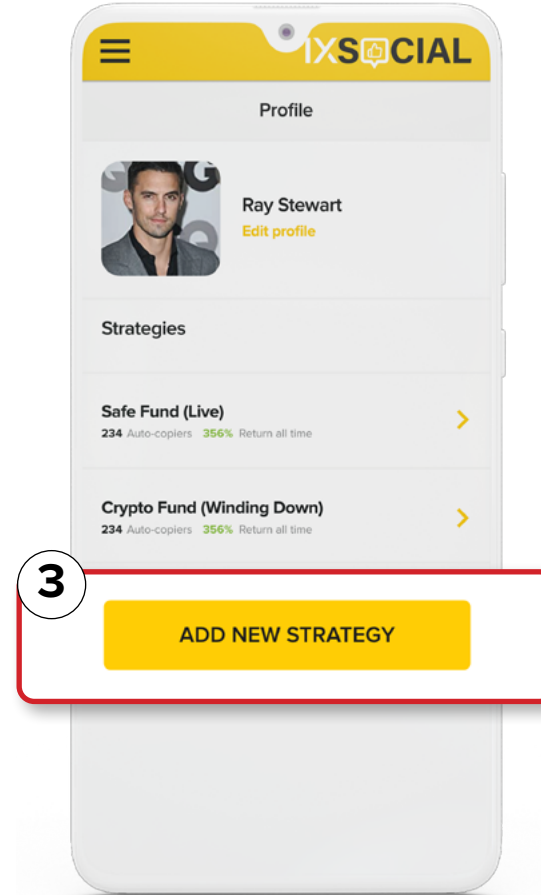 IXSOCIAL
Profile
Ray Stewart
Edit profile
Strategies
Safe Fund (Live)
234 Auto-copiers 356% Return all time
Crypto Fund (Winding Down)
234 Auto-copiers 356% Return all time
3
ADD NEW STRATEGY